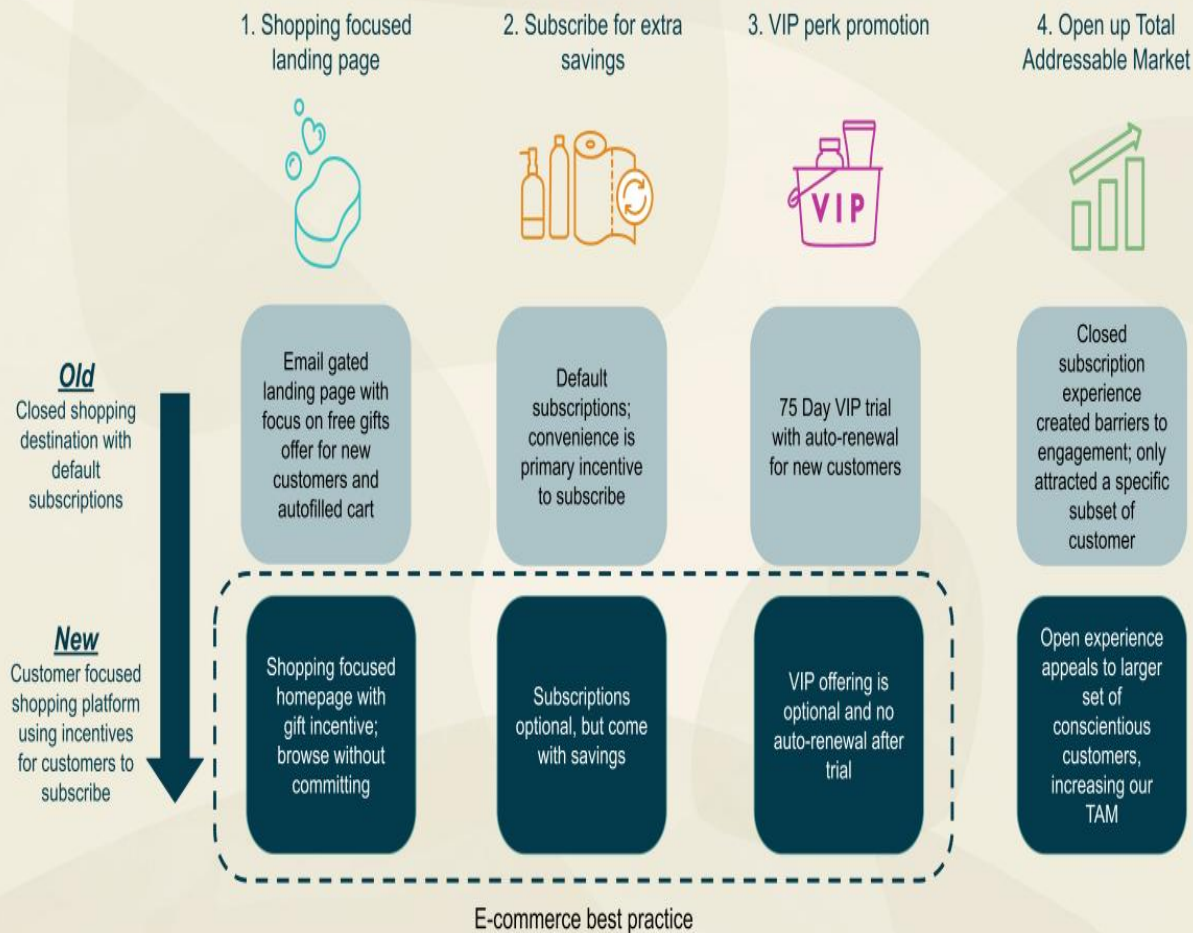 1. Shopping focused
landing page
2. Subscribe for extra
savings
3. VIP perk promotion
4. Open up Total
Addressable Market
VIP
Old
Closed shopping
destination with
default
subscriptions
Email gated
landing page with
focus on free gifts
offer for new
customers and
autofilled cart
Default
subscriptions;
convenience is
primary incentive
to subscribe
75 Day VIP trial
with auto-renewal
for new customers
Closed
subscription
experience
created barriers to
engagement; only
attracted a specific
subset of
customer
New
Customer focused
shopping platform
using incentives
for customers to
subscribe
Shopping focused
homepage with
gift incentive;
browse without
committing
Subscriptions
optional, but come
with savings
VIP offering is
optional and no
auto-renewal after
trial
Open experience
appeals to larger
set of
conscientious
customers,
increasing our
TAM
E-commerce best practice